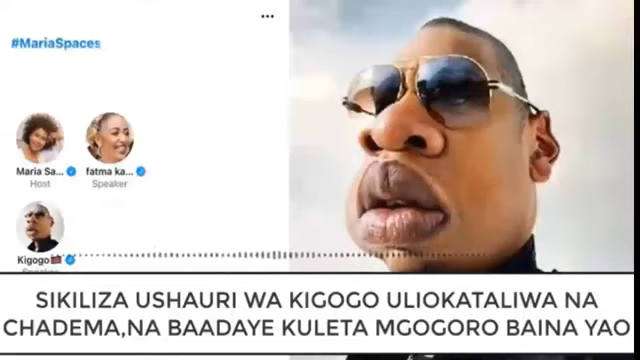 #MariaSpaces
Maria Sa...
Host
fatma ka...
Speaker
Kigogo
SIKILIZA USHAURI WA KIGOGO ULIOKATALIWA NA
CHADEMA,NA BAADAYE KULETA MGOGORO BAINA YAO